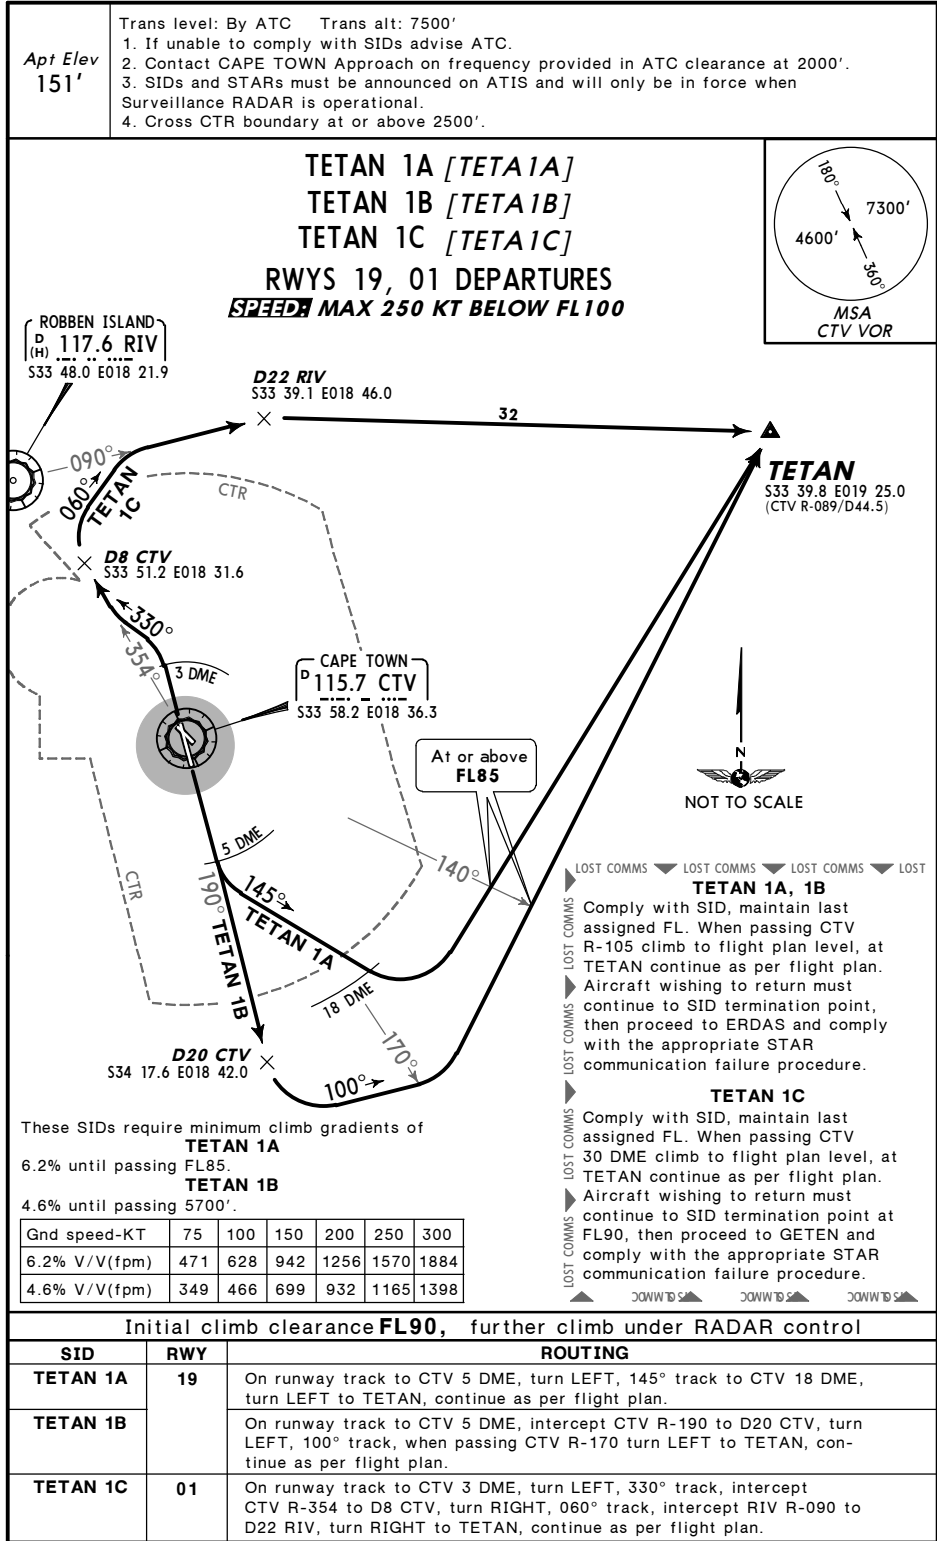 Apt Elev
151'
Trans level: By ATC Trans alt: 7500'
1. If unable to comply with SIDs advise ATC.
2. Contact CAPE TOWN Approach on frequency provided in ATC clearance at 2000'.
3. SIDs and STARs must be announced on ATIS and will only be in force when
Surveillance RADAR is operational.
4. Cross CTR boundary at or above 2500'.
TETAN 1A [TETA1A]
TETAN 1B [TETA1B]
TETAN 1C [TETA1C]
RWYS 19, 01 DEPARTURES
SPEED: MAX 250 KT BELOW FL100
180°
7300'
4600'
360°
MSA
CTV VOR
ROBBEN ISLAND
D
(H) 117.6 RIV
S33 48.0 E018 21.9
D22 RIV
S33 39.1 E018 46.0
32
TETAN
S33 39.8 E019 25.0
(CTV R-089/D44.5)
090°
060°
TETAN
1C
CTR
D8 CTV
S33 51.2 E018 31.6
330°
354°
3 DME
CAPE TOWN
D 115.7 CTV
S33 58.2 E018 36.3
At or above
FL85
N
NOT TO SCALE
5 DME
140°
CTR
190°
145°
TETAN 1A
TETAN 1B
18 DME
170°
D20 CTV
S34 17.6 E018 42.0
100°
LOST COMMS LOST COMMS LOST COMMS LOST
LOST COMMS
LOST COMMS
LOST COMMS
LOST COMMS
TETAN 1A, 1B
Comply with SID, maintain last
assigned FL. When passing CTV
R-105 climb to flight plan level, at
TETAN continue as per flight plan.
Aircraft wishing to return must
continue to SID termination point,
then proceed to ERDAS and comply
with the appropriate STAR
communication failure procedure.
TETAN 1C
Comply with SID, maintain last
assigned FL. When passing CTV
30 DME climb to flight plan level, at
TETAN continue as per flight plan.
Aircraft wishing to return must
continue to SID termination point at
FL90, then proceed to GETEN and
comply with the appropriate STAR
communication failure procedure.
These SIDs require minimum climb gradients of
TETAN 1A
6.2% until passing FL85.
TETAN 1B
4.6% until passing 5700'.
Gnd speed-KT 75 100 150 200 250 300
6.2% V/V(fpm) 471 628 942 1256 1570 1884
4.6% V/V(fpm) 349 466 699 932 1165 1398
Initial climb clearance FL90, further climb under RADAR control
SID RWY ROUTING
TETAN 1A 19 On runway track to CTV 5 DME, turn LEFT, 145° track to CTV 18 DME,
turn LEFT to TETAN, continue as per flight plan.
TETAN 1B On runway track to CTV 5 DME, intercept CTV R-190 to D20 CTV, turn
LEFT, 100° track, when passing CTV R-170 turn LEFT to TETAN, con-
tinue as per flight plan.
TETAN 1C 01 On runway track to CTV 3 DME, turn LEFT, 330° track, intercept
CTV R-354 to D8 CTV, turn RIGHT, 060° track, intercept RIV R-090 to
D22 RIV, turn RIGHT to TETAN, continue as per flight plan.